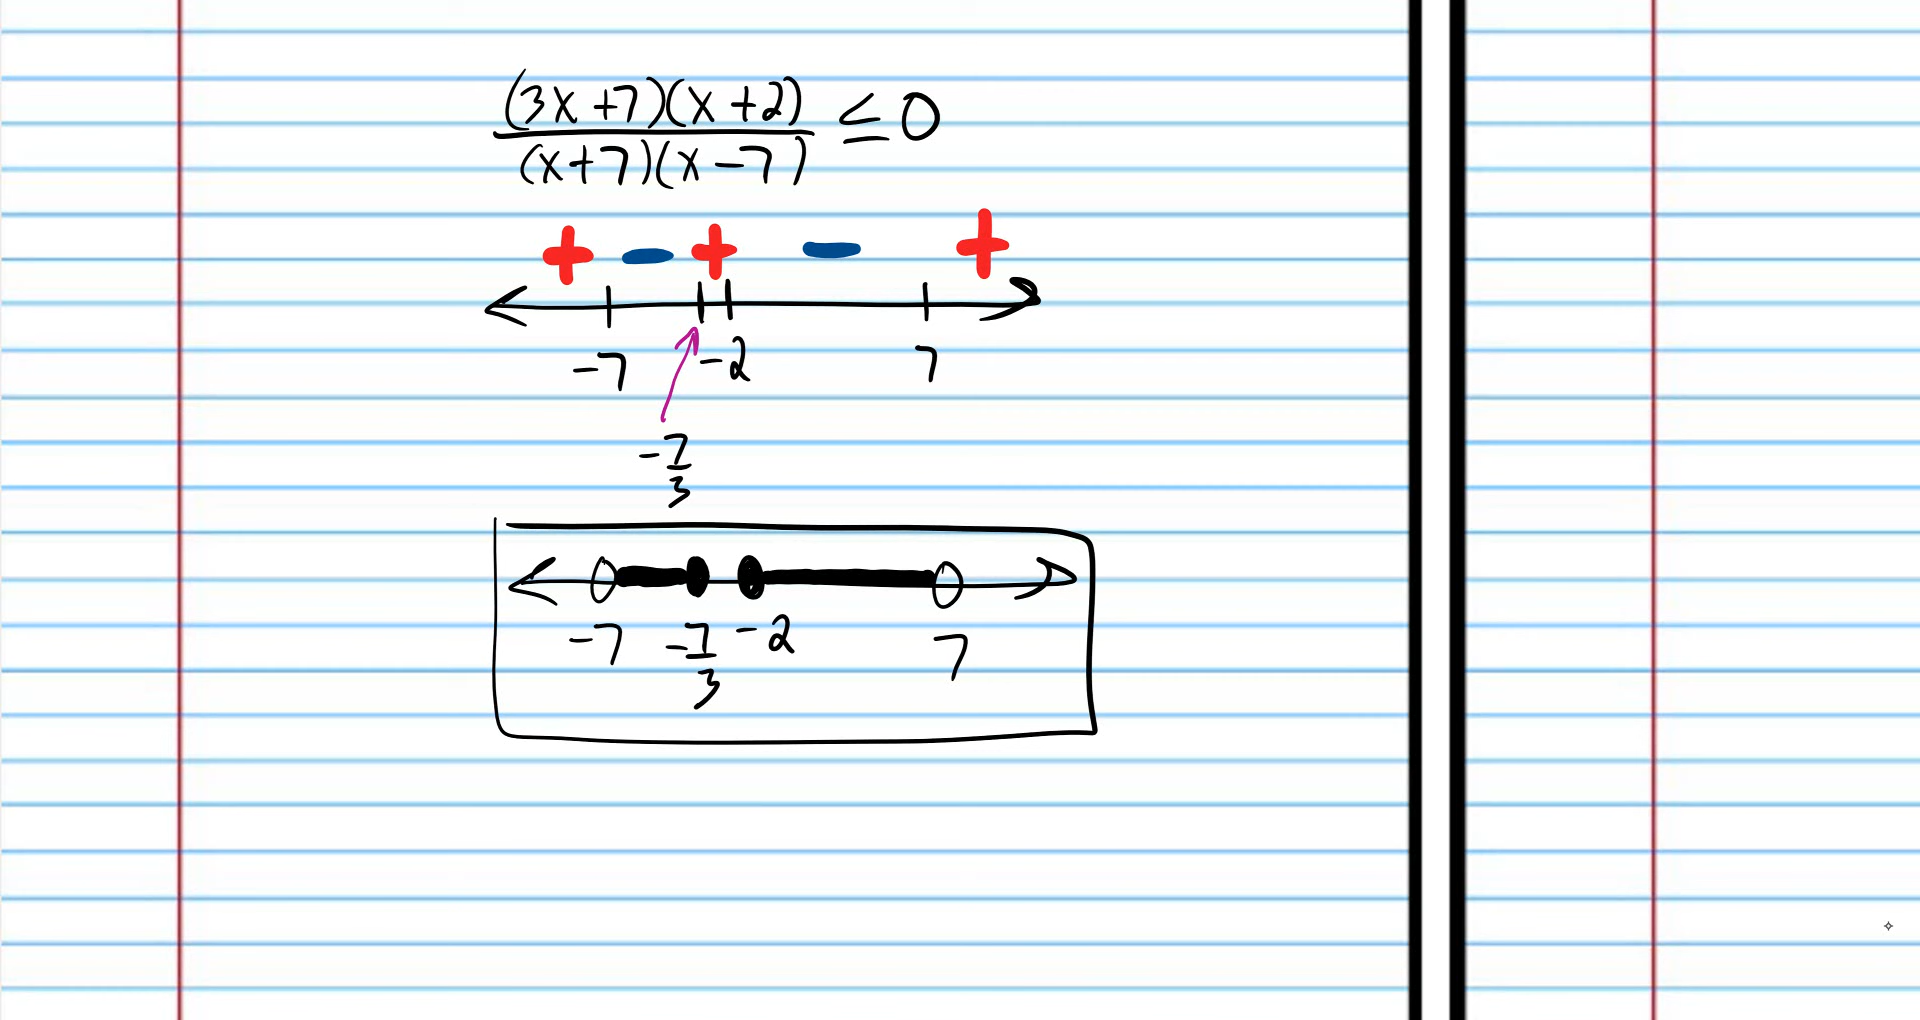 (3x+7)(x+2)
(x+7)(x-7)
≤0
+ - + - +
-7 -2 7
-7/3
-7 -7/3 -2 7